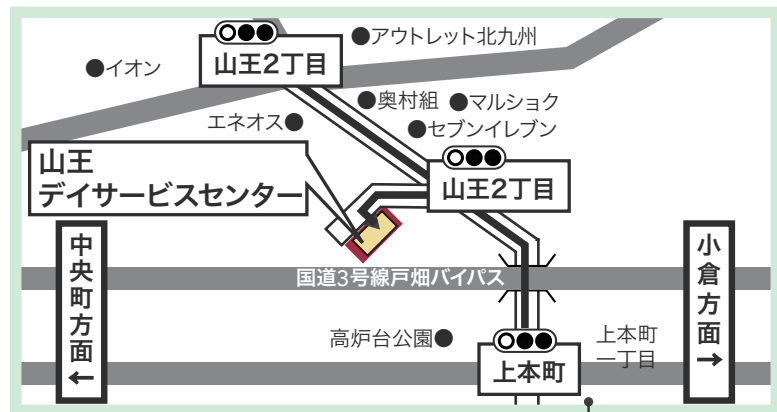 ●アウトレット北九州
山王2丁目
●イオン
●奥村組
●マルショク
エネオス●
●セブンイレブン
山王
デイサービスセンター
山王2丁目
中央町方面
←
小倉方面
→
国道3号線戸畑バイパス
高炉台公園●
上本町
上本町
一丁目